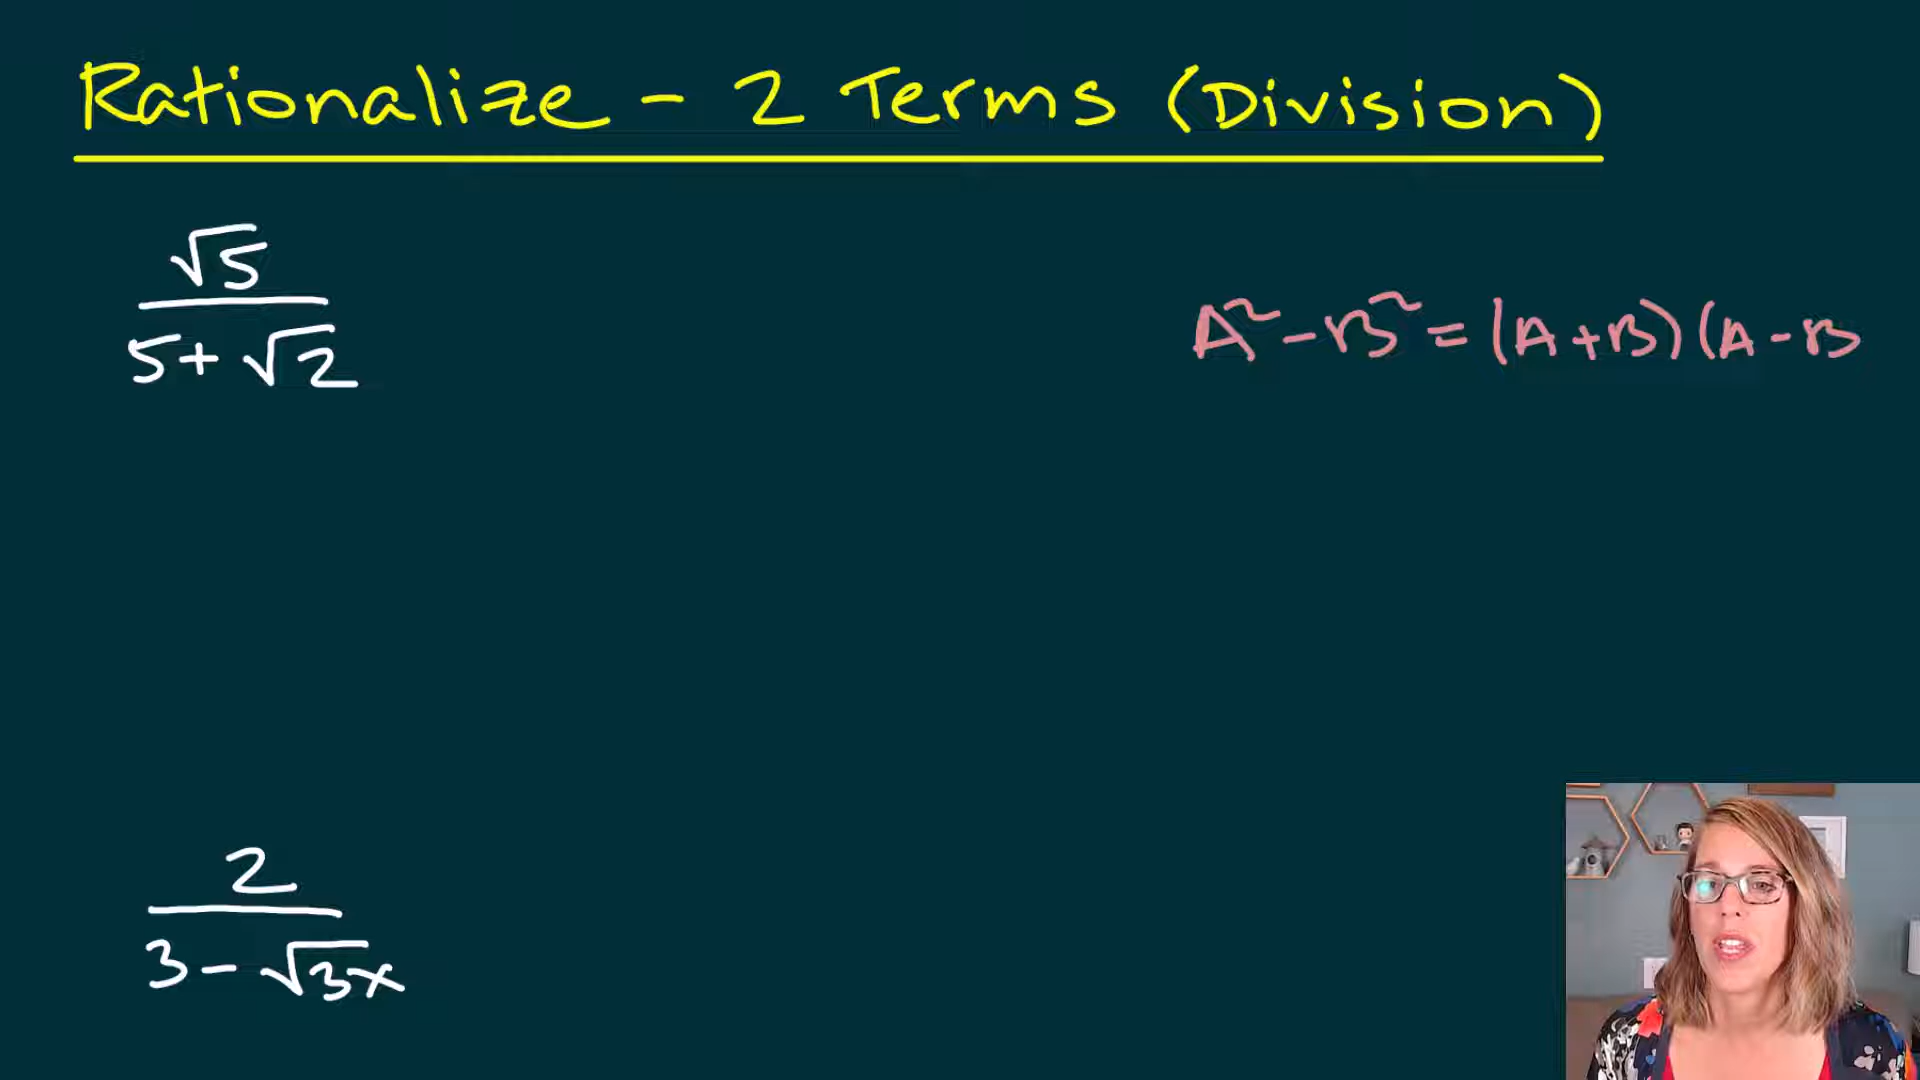 Rationalize - 2 Terms (Division)
√5
5+ √2
A² - B² = (A + B) (A - B
2
3 - √3x